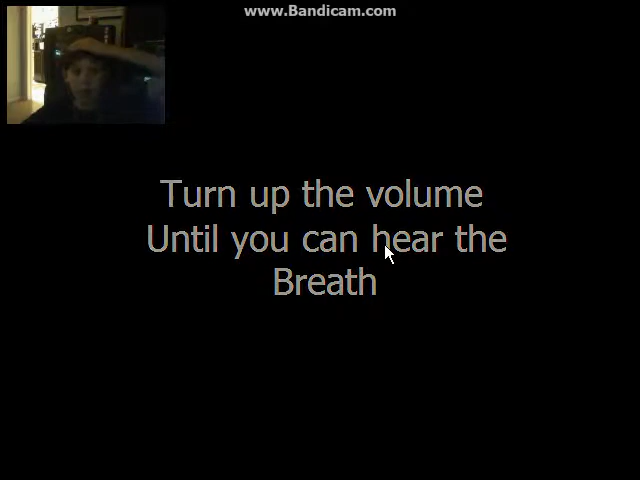 www.Bandicam.com
Turn up the volume
Until you can hear the
Breath